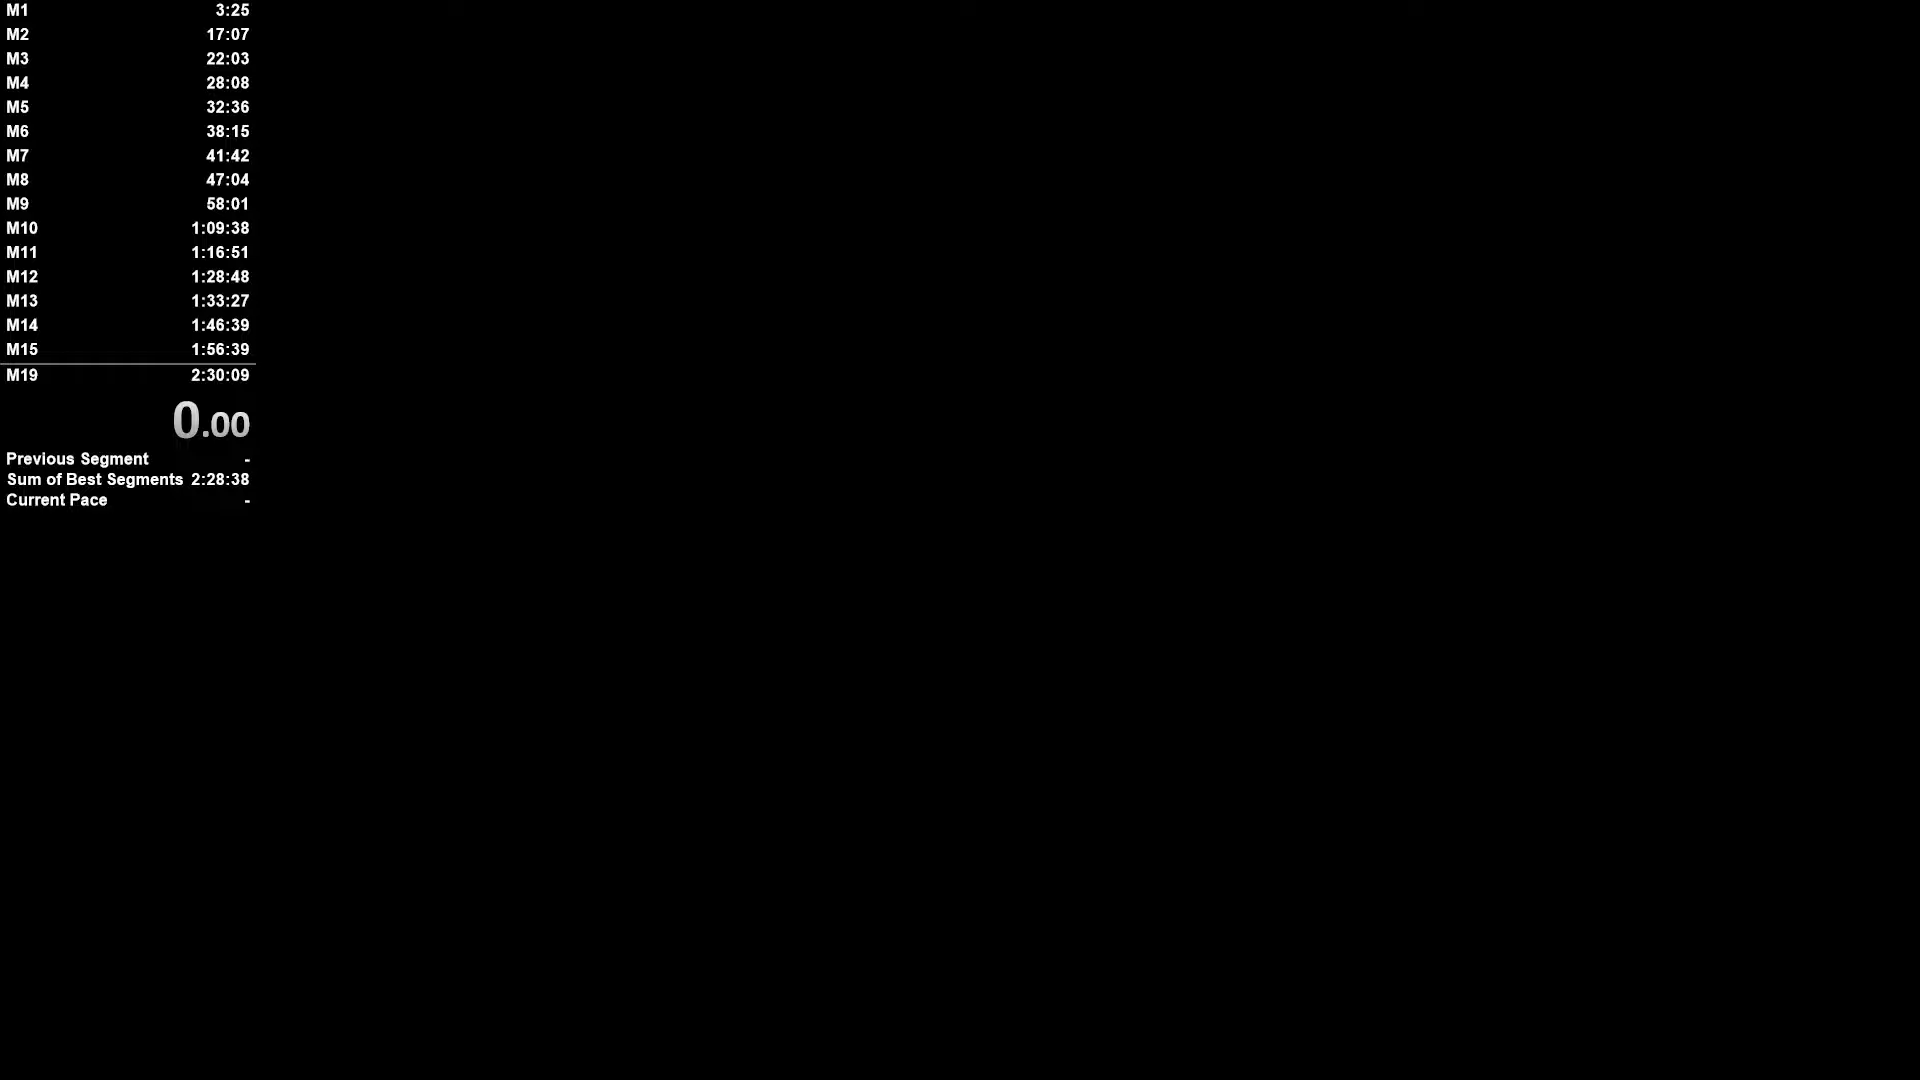 M1 3:25
M2 17:07
M3 22:03
M4 28:08
M5 32:36
M6 38:15
M7 41:42
M8 47:04
M9 58:01
M10 1:09:38
M11 1:16:51
M12 1:28:48
M13 1:33:27
M14 1:46:39
M15 1:56:39
M19 2:30:09
0.00
Previous Segment -
Sum of Best Segments 2:28:38
Current Pace -